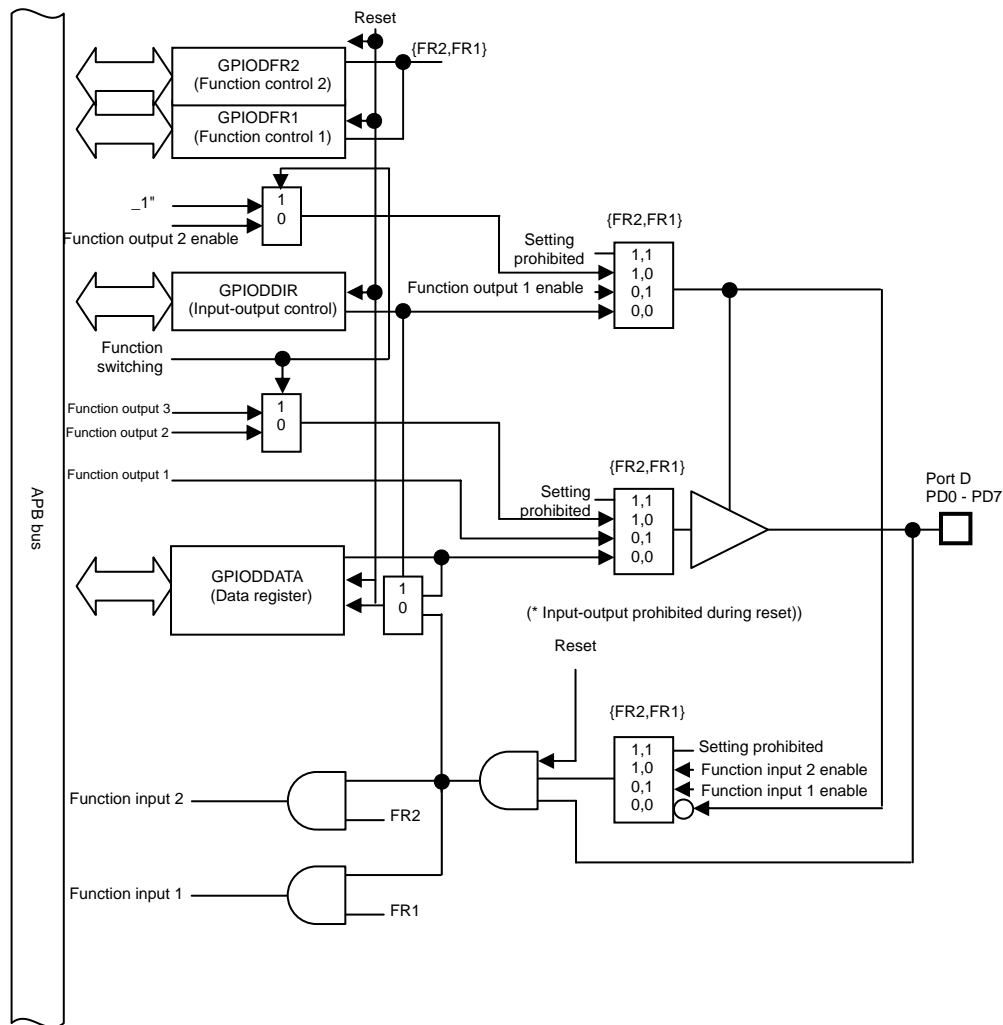 Reset
{FR2,FR1}
GPIODFR2
(Function control 2)
GPIODFR1
(Function control 1)
_1"
1
0
Function output 2 enable
{FR2,FR1}
Setting
prohibited
1,1
1,0
0,1
0,0
Function output 1 enable
GPIODDIR
(Input-output control)
Function
switching
Function output 3
Function output 2
1
0
Function output 1
{FR2,FR1}
Setting
prohibited
1,1
1,0
0,1
0,0
Port D
PD0 - PD7
APB bus
GPIODDATA
(Data register)
1
0
(* Input-output prohibited during reset))
Reset
{FR2,FR1}
1,1
1,0
0,1
0,0
Setting prohibited
Function input 2 enable
Function input 1 enable
Function input 2
FR2
Function input 1
FR1